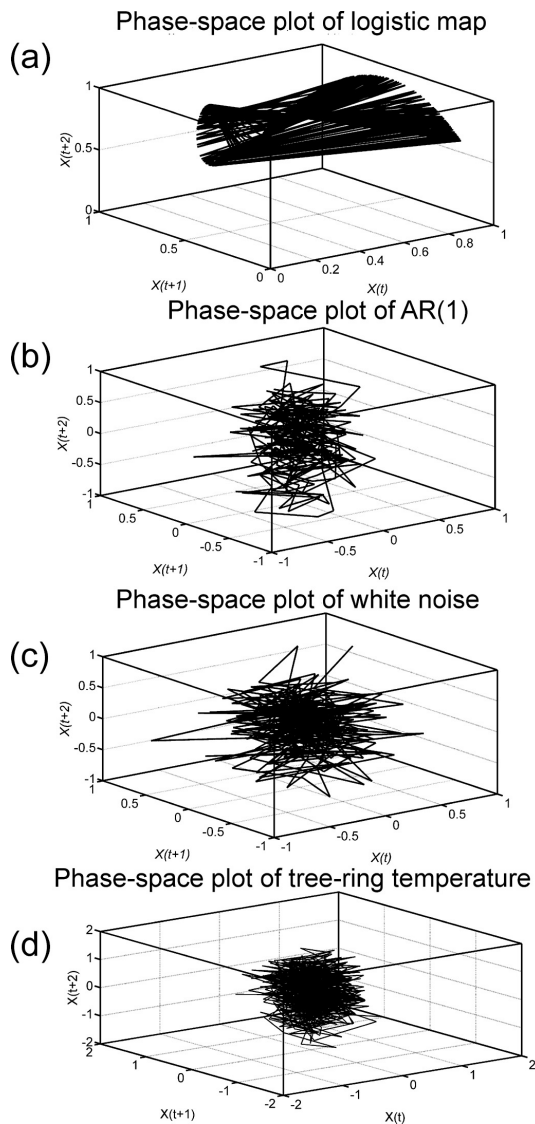 Phase-space plot of logistic map
(a)
X(t+2)
1
0.5
0
1
0.5
0
X(t+1)
0
0.2
0.4
0.6
0.8
1
X(t)
Phase-space plot of AR(1)
(b)
X(t+2)
1
0.5
0
-0.5
-1
1
0.5
0
-0.5
-1
X(t+1)
-1
-0.5
0
0.5
1
X(t)
Phase-space plot of white noise
(c)
X(t+2)
1
0.5
0
-0.5
-1
1
0.5
0
-0.5
-1
X(t+1)
-1
-0.5
0
0.5
1
X(t)
Phase-space plot of tree-ring temperature
(d)
X(t+2)
2
1
0
-1
-2
2
1
0
-1
-2
X(t+1)
-2
-1
0
1
2
X(t)